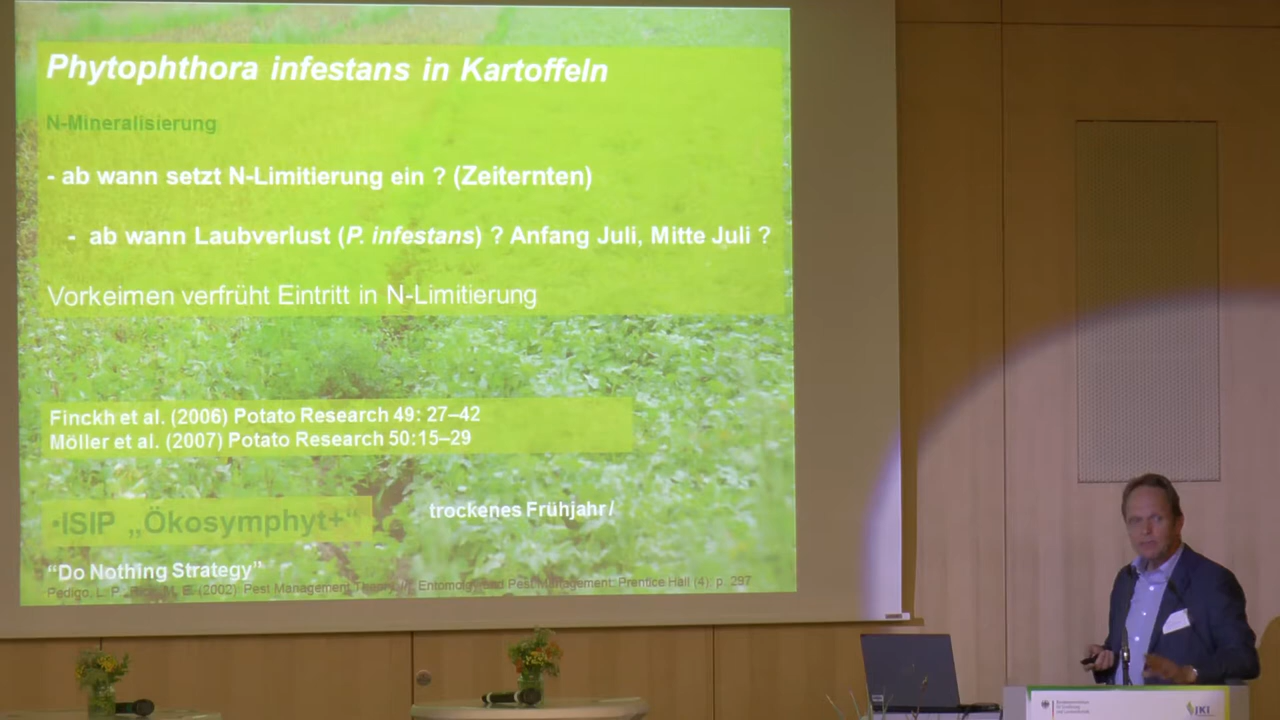 Phytophthora infestans in Kartoffeln
N-Mineralisierung
- ab wann setzt N-Limitierung ein ? (Zeiternten)
- ab wann Laubverlust (P. infestans) ? Anfang Juli, Mitte Juli ?
Vorkeimen verfrüht Eintritt in N-Limitierung
Finckh et al. (2006) Potato Research 49: 27–42
Möller et al. (2007) Potato Research 50:15–29
•ISIP „Ökosymphyt+“
trockenes Frühjahr /
“Do Nothing Strategy”
Pedigo, L. P., Rice, M. E. (2002): Pest Management Theory. Entomology and Pest Management. Prentice Hall (4), p. 297
IKI